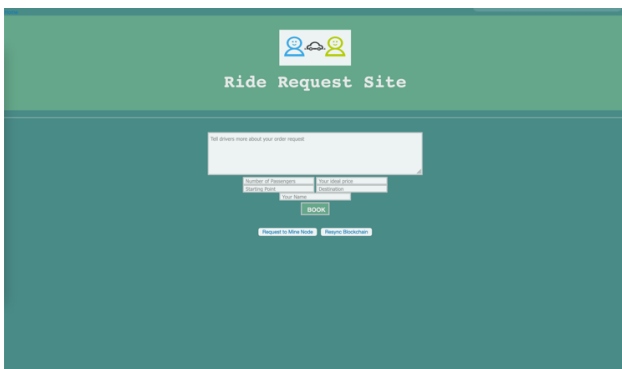 Ride Request Site
Tell drivers more about your order request
Number of Passengers Your ideal price
Starting Point Destination
Your Name
BOOK
Request to Mine Node Resync Blockchain